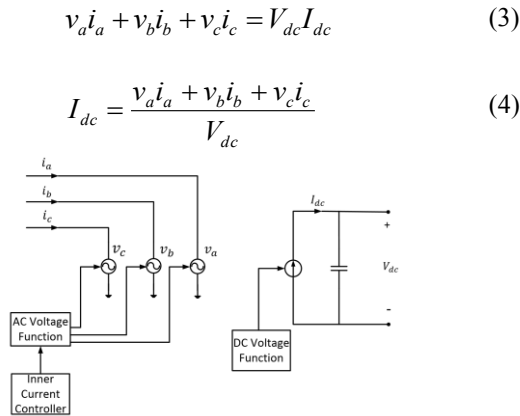 v_a i_a + v_b i_b + v_c i_c = V_dc I_dc (3)
I_dc = (v_a i_a + v_b i_b + v_c i_c) / V_dc (4)
i_a
i_b
i_c
v_c v_b v_a
AC Voltage
Function
Inner
Current
Controller
I_dc
+
V_dc
-
DC Voltage
Function